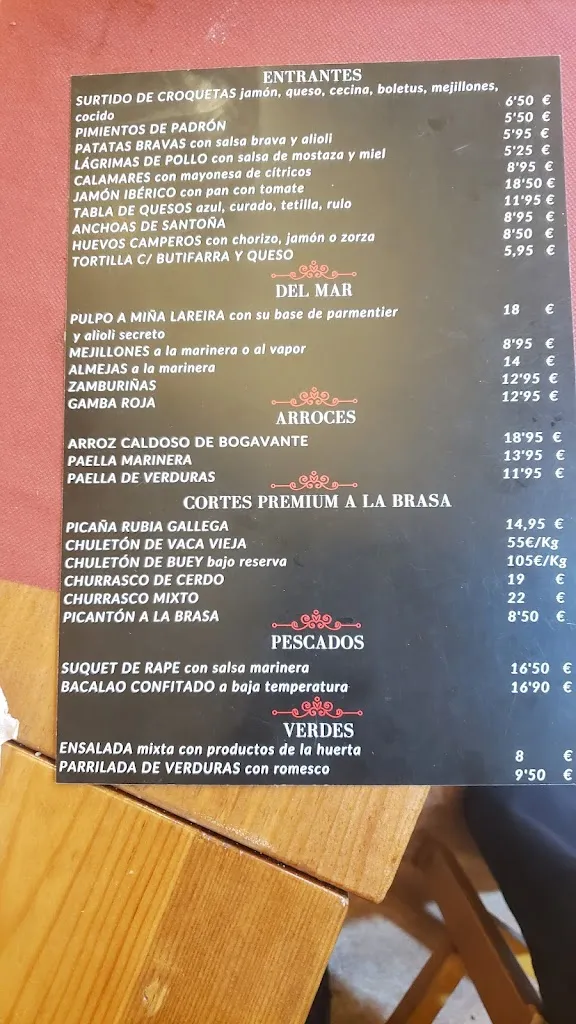 ENTRANTES
SURTIDO DE CROQUETAS jamón, queso, cecina, boletus, mejillones,
cocido 6'50 €
PIMIENTOS DE PADRÓN 5'50 €
PATATAS BRAVAS con salsa brava y alioli 5'95 €
LÁGRIMAS DE POLLO con salsa de mostaza y miel 5'25 €
CALAMARES con mayonesa de cítricos 8'95 €
JAMÓN IBÉRICO con pan con tomate 18'50 €
TABLA DE QUESOS azul, curado, tetilla, rulo 11'95 €
ANCHOAS DE SANTOÑA 8'95 €
HUEVOS CAMPEROS con chorizo, jamón o zorza 8'50 €
TORTILLA C/ BUTIFARRA Y QUESO 5,95 €
DEL MAR
PULPO A MIÑA LAREIRA con su base de parmentier 18 €
y alioli secreto
MEJILLONES a la marinera o al vapor 8'95 €
ALMEJAS a la marinera 14 €
ZAMBURIÑAS 12'95 €
GAMBA ROJA 12'95 €
ARROCES
ARROZ CALDOSO DE BOGAVANTE 18'95 €
PAELLA MARINERA 13'95 €
PAELLA DE VERDURAS 11'95 €
CORTES PREMIUM A LA BRASA
PICAÑA RUBIA GALLEGA 14,95 €
CHULETÓN DE VACA VIEJA 55€/Kg
CHULETÓN DE BUEY bajo reserva 105€/Kg
CHURRASCO DE CERDO 19 €
CHURRASCO MIXTO 22 €
PICANTÓN A LA BRASA 8'50 €
PESCADOS
SUQUET DE RAPE con salsa marinera 16'50 €
BACALAO CONFITADO a baja temperatura 16'90 €
VERDES
ENSALADA mixta con productos de la huerta 8 €
PARRILADA DE VERDURAS con romesco 9'50 €